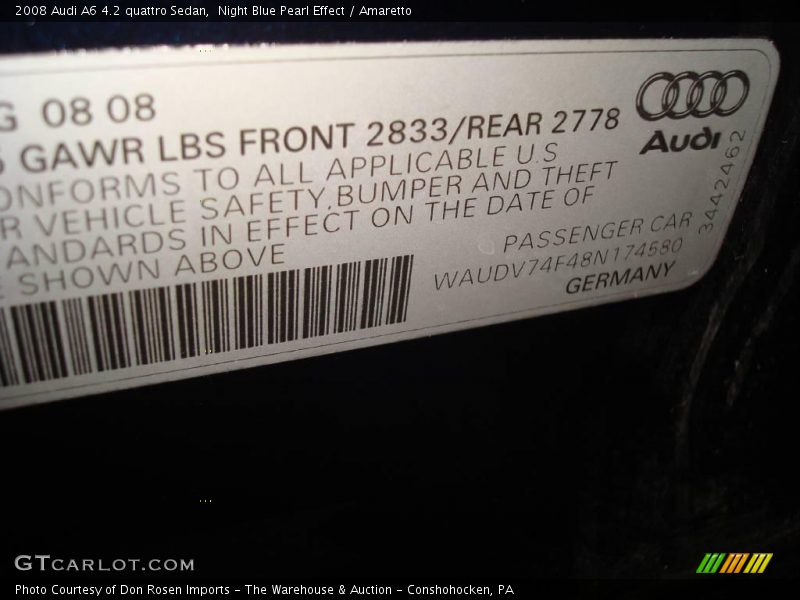 2008 Audi A6 4.2 quattro Sedan,  Night Blue Pearl Effect / Amaretto
G 08 08
GAWR LBS FRONT 2833/REAR 2778
ONFORMS TO ALL APPLICABLE U.S
R VEHICLE SAFETY,BUMPER AND THEFT
ANDARDS IN EFFECT ON THE DATE OF
SHOWN ABOVE
Audi
3442462
PASSENGER CAR
WAUDV74F48N174580
GERMANY
GTCARLOT.COM
Photo Courtesy of Don Rosen Imports - The Warehouse & Auction - Conshohocken, PA